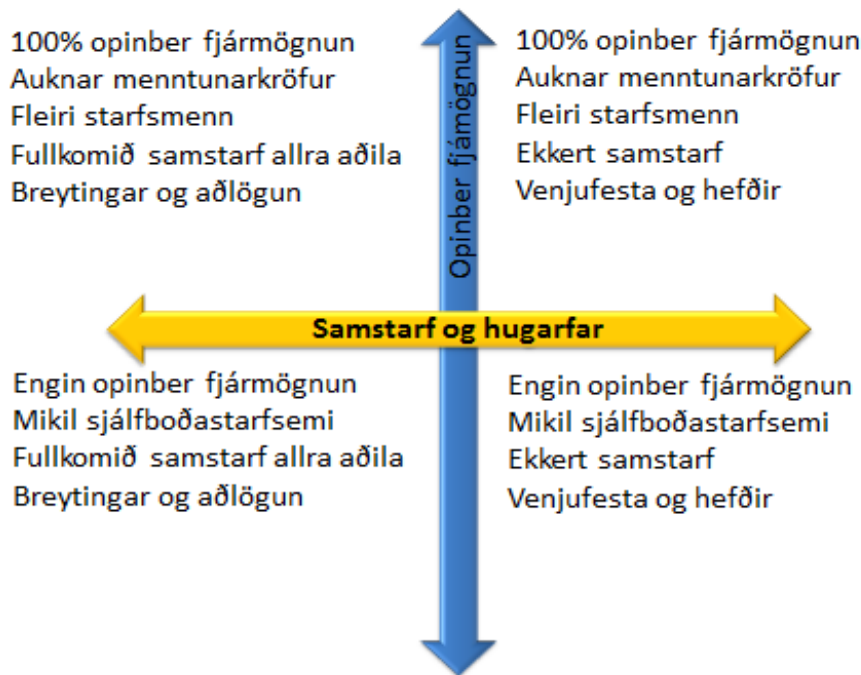 100% opinber fjármögnun
Auknar menntunarkröfur
Fleiri starfsmenn
Fullkomið samstarf allra aðila
Breytingar og aðlögun
Opinber fjámögnun
100% opinber fjármögnun
Auknar menntunarkröfur
Fleiri starfsmenn
Ekkert samstarf
Venjufesta og hefðir
Samstarf og hugarfar
Engin opinber fjármögnun
Mikil sjálfboðastarfsemi
Fullkomið samstarf allra aðila
Breytingar og aðlögun
Engin opinber fjármögnun
Mikil sjálfboðastarfsemi
Ekkert samstarf
Venjufesta og hefðir